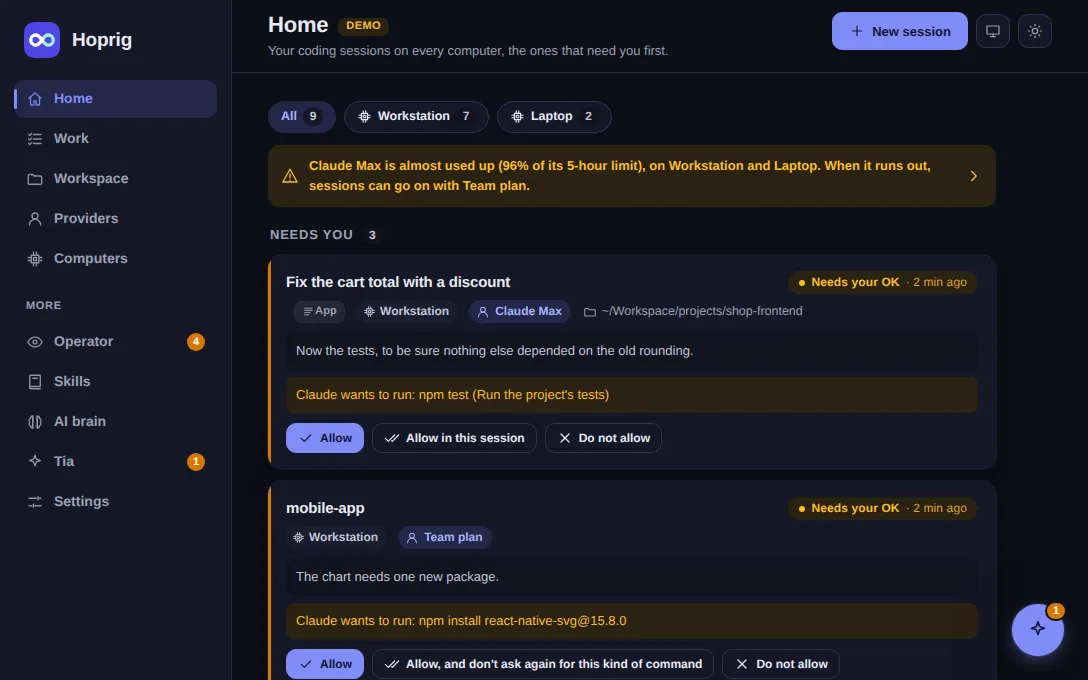 Hoprig
Home
Work
Workspace
Providers
Computers
MORE
Operator 4
Skills
AI brain
Tia 1
Settings
Home DEMO
Your coding sessions on every computer, the ones that need you first.
+ New session
All 9
Workstation 7
Laptop 2
Claude Max is almost used up (96% of its 5-hour limit), on Workstation and Laptop. When it runs out,
sessions can go on with Team plan.
NEEDS YOU 3
Fix the cart total with a discount
Needs your OK · 2 min ago
App Workstation Claude Max ~/Workspace/projects/shop-frontend
Now the tests, to be sure nothing else depended on the old rounding.
Claude wants to run: npm test (Run the project's tests)
Allow
Allow in this session
Do not allow
mobile-app
Needs your OK · 2 min ago
Workstation Team plan
The chart needs one new package.
Claude wants to run: npm install react-native-svg@15.8.0
Allow
Allow, and don't ask again for this kind of command
Do not allow
1